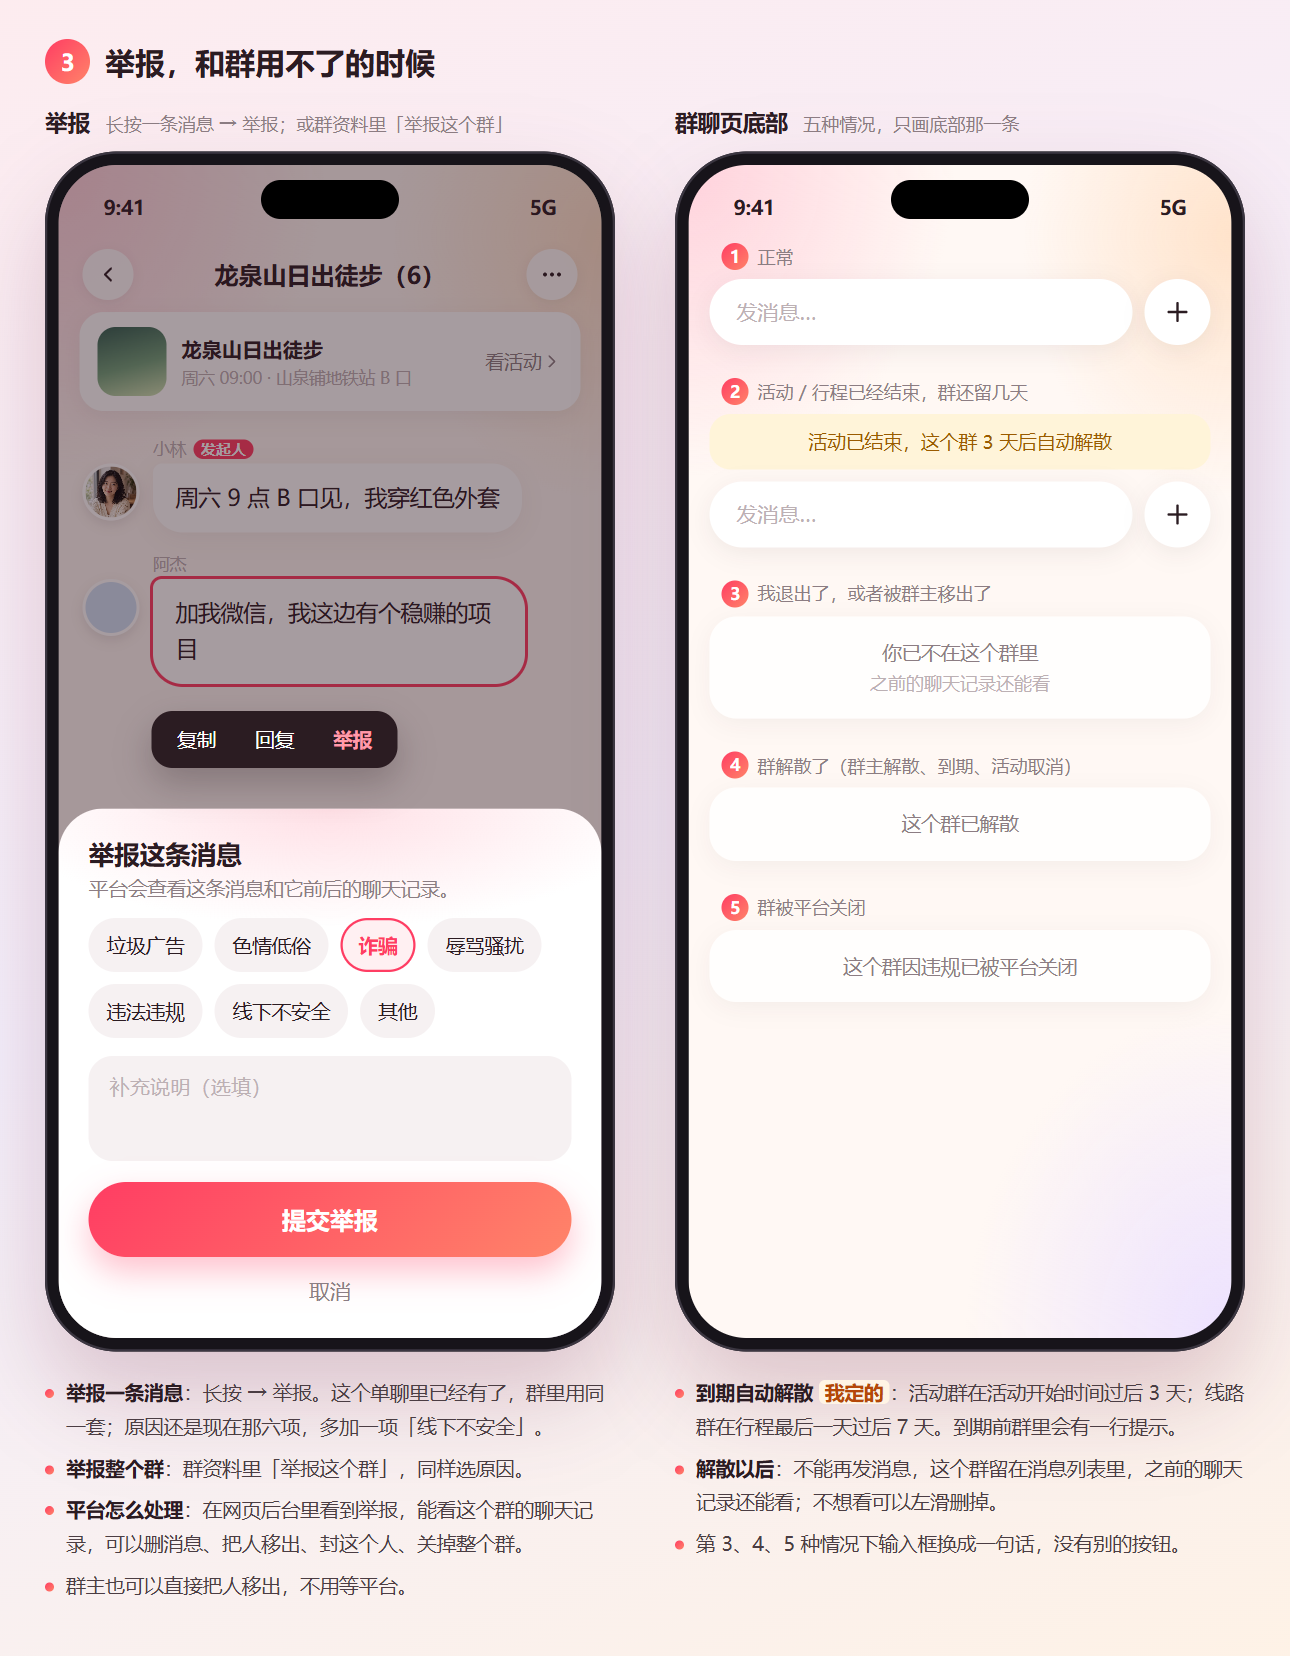 3 举报，和群用不了的时候
举报 长按一条消息 → 举报；或群资料里「举报这个群」
9:41 5G
龙泉山日出徒步（6）
龙泉山日出徒步
周六 09:00 · 山泉铺地铁站 B 口
看活动
小林 发起人
周六 9 点 B 口见，我穿红色外套
阿杰
加我微信，我这边有个稳赚的项
目
复制 回复 举报
举报这条消息
平台会查看这条消息和它前后的聊天记录。
垃圾广告 色情低俗 诈骗 辱骂骚扰
违法违规 线下不安全 其他
补充说明（选填）
提交举报
取消
举报一条消息：长按 → 举报。这个单聊里已经有了，群里用同
一套；原因还是现在那六项，多加一项「线下不安全」。
举报整个群：群资料里「举报这个群」，同样选原因。
平台怎么处理：在网页后台里看到举报，能看这个群的聊天记
录，可以删消息、把人移出、封这个人、关掉整个群。
群主也可以直接把人移出，不用等平台。
群聊页底部 五种情况，只画底部那一条
9:41 5G
1 正常
发消息...
2 活动 / 行程已经结束，群还留几天
活动已结束，这个群 3 天后自动解散
发消息...
3 我退出了，或者被群主移出了
你已不在这个群里
之前的聊天记录还能看
4 群解散了（群主解散、到期、活动取消）
这个群已解散
5 群被平台关闭
这个群因违规已被平台关闭
到期自动解散 我定的 ：活动群在活动开始时间过后 3 天；线路
群在行程最后一天过后 7 天。到期前群里会有一行提示。
解散以后：不能再发消息，这个群留在消息列表里，之前的聊天
记录还能看；不想看可以左滑删掉。
第 3、4、5 种情况下输入框换成一句话，没有别的按钮。